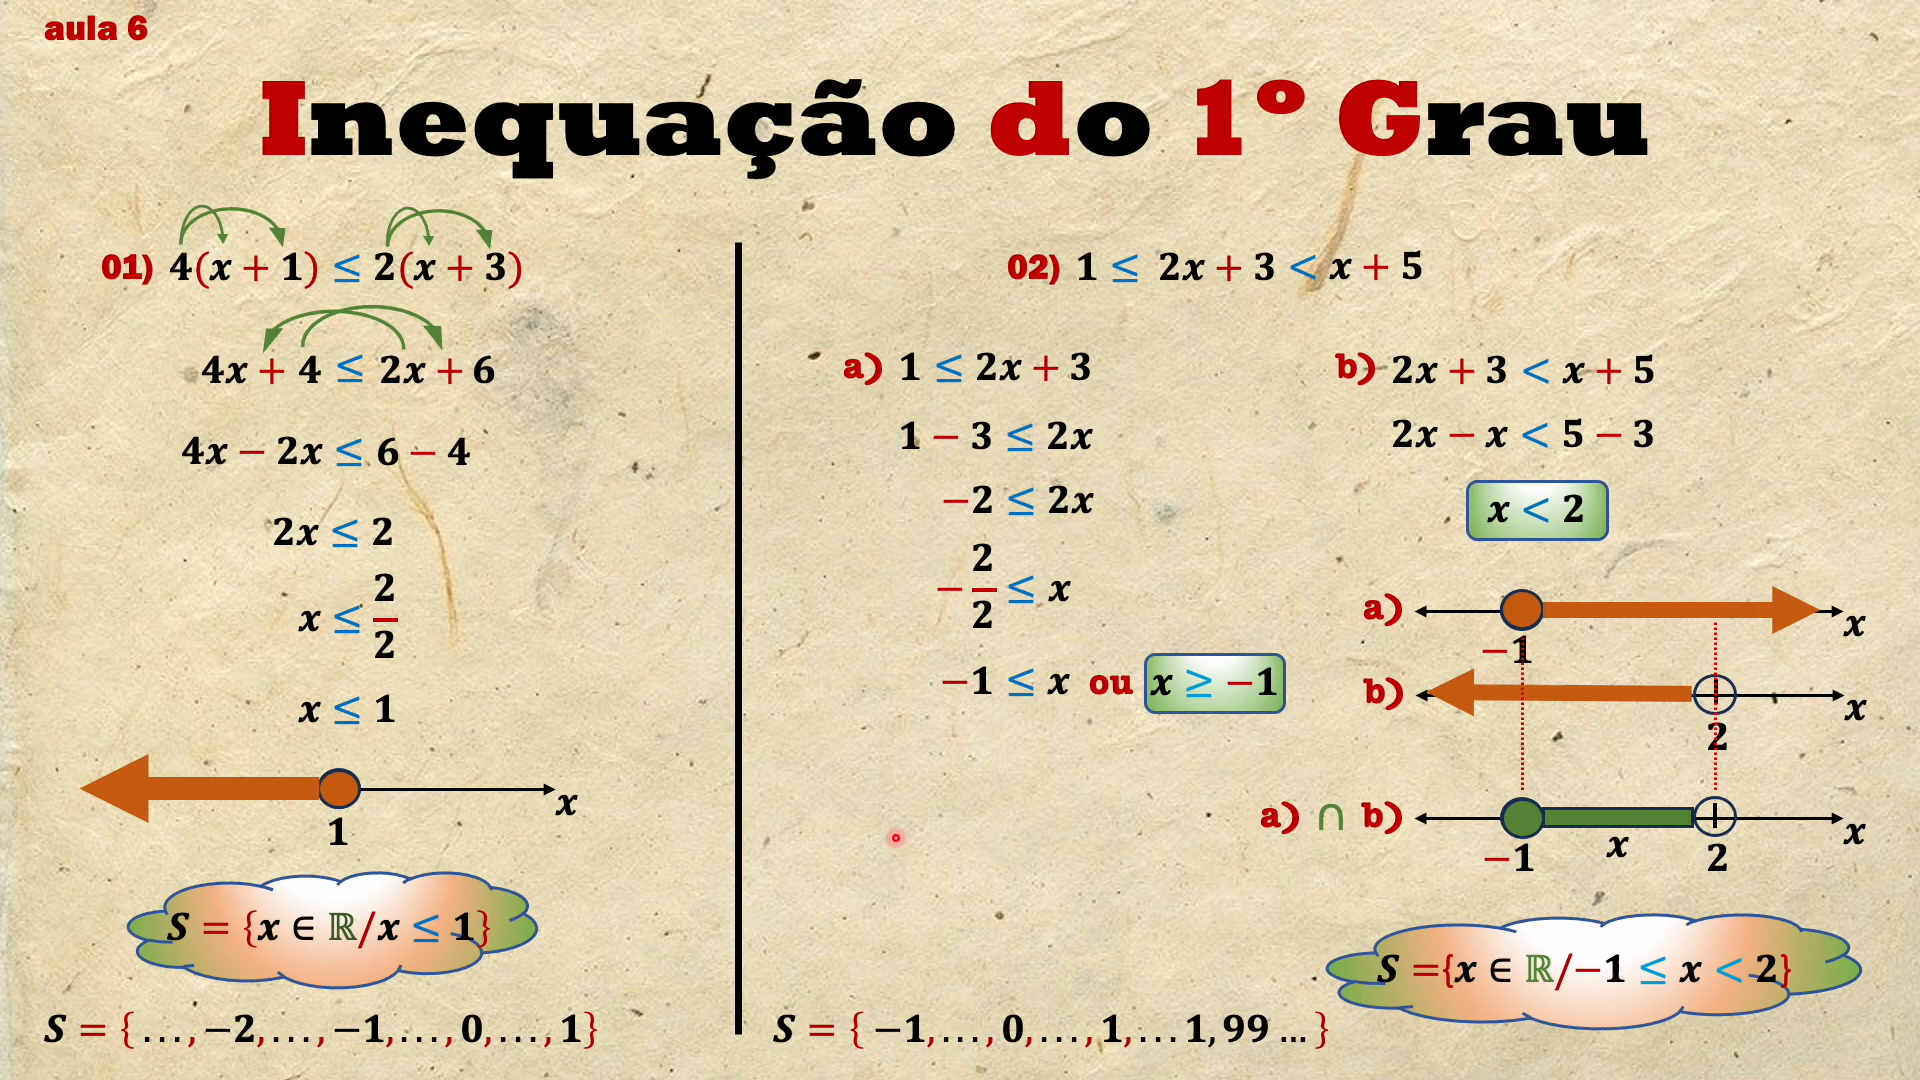 aula 6
Inequação do 1º Grau
01) 4(x + 1) ≤ 2(x + 3)
4x + 4 ≤ 2x + 6
4x − 2x ≤ 6 − 4
2x ≤ 2
x ≤ 2/2
x ≤ 1
x
1
S = {x ∈ ℝ/x ≤ 1}
S = { …, −2, …, −1, …, 0, …, 1}
02) 1 ≤ 2x + 3 < x + 5
a) 1 ≤ 2x + 3
1 − 3 ≤ 2x
−2 ≤ 2x
−2/2 ≤ x
−1 ≤ x ou x ≥ −1
b) 2x + 3 < x + 5
2x − x < 5 − 3
x < 2
a) x
−1
b) x
2
a) ∩ b) x
−1 x 2
S ={x ∈ ℝ/−1 ≤ x < 2}
S = { −1, …, 0, …, 1, … 1, 99 ... }